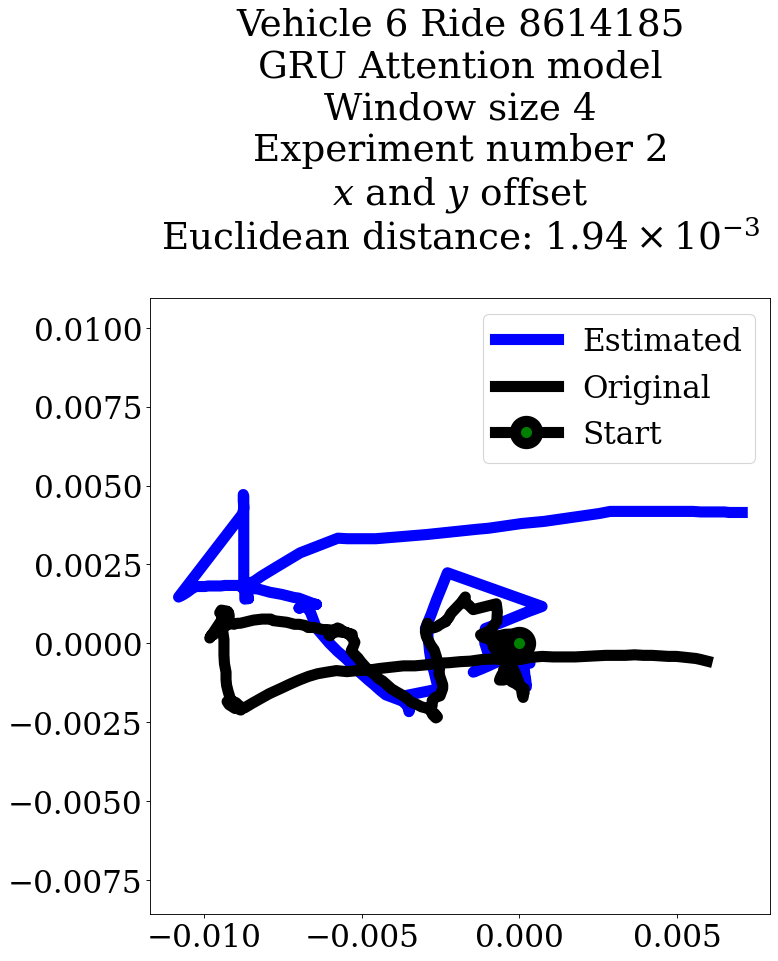 Vehicle 6 Ride 8614185
GRU Attention model
Window size 4
Experiment number 2
x and y offset
Euclidean distance: 1.94 × 10⁻³
Estimated
Original
Start
0.0100
0.0075
0.0050
0.0025
0.0000
−0.0025
−0.0050
−0.0075
−0.010 −0.005 0.000 0.005